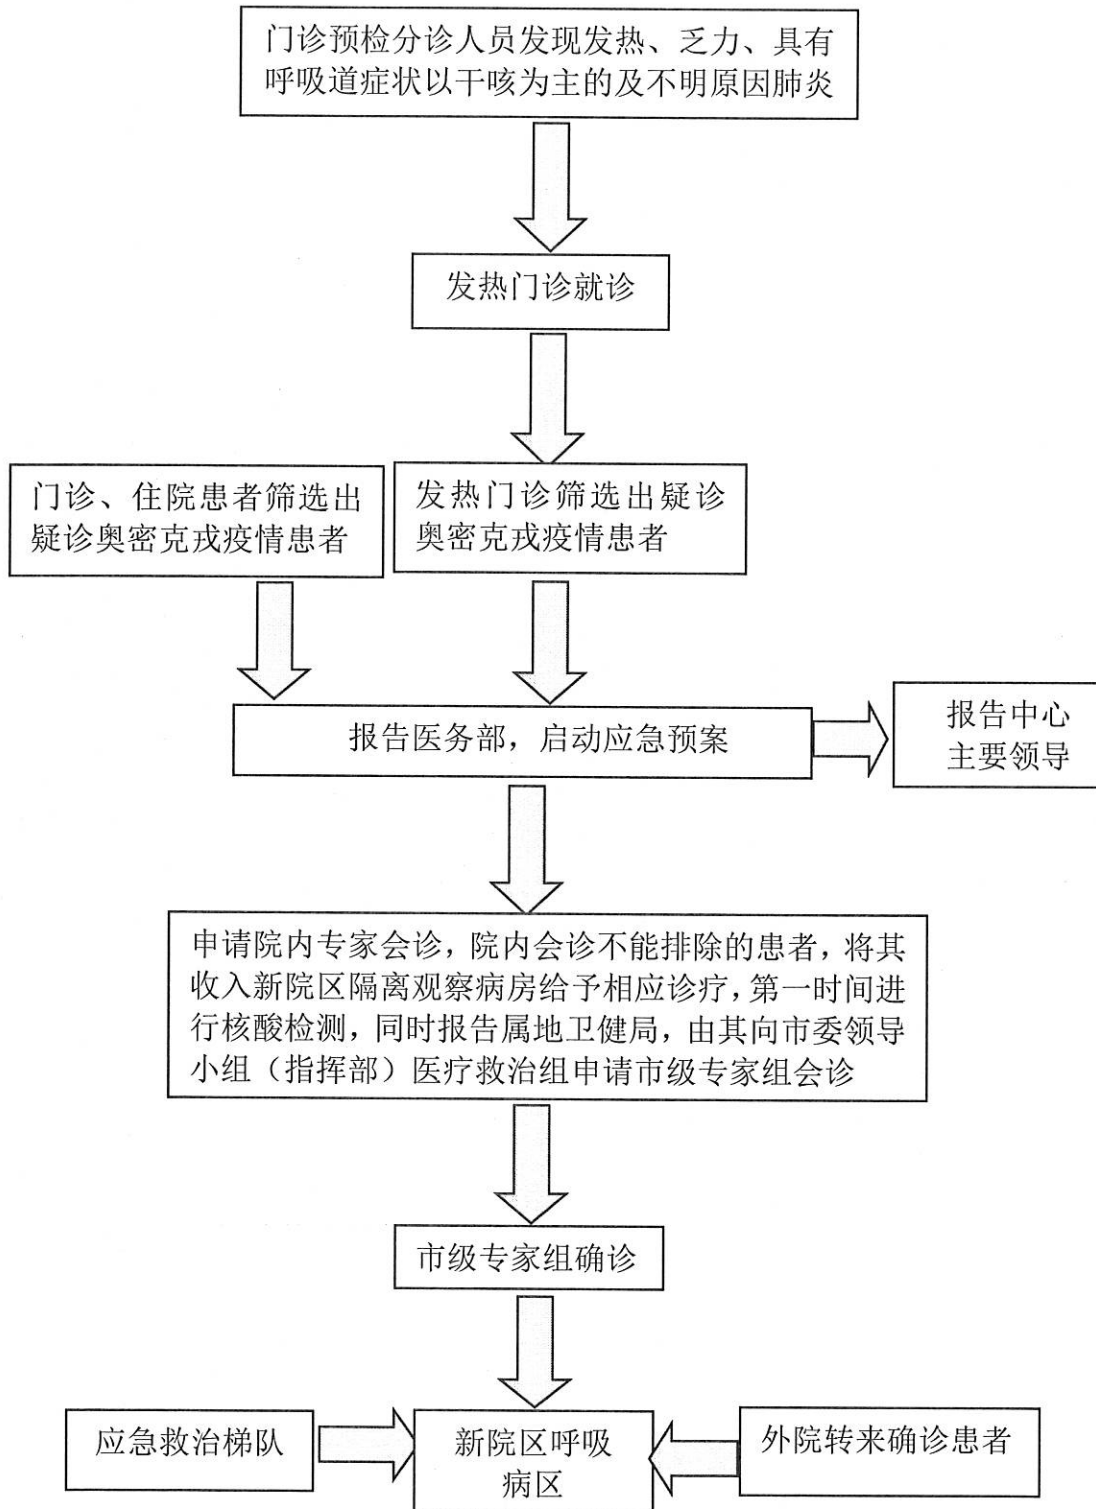 门诊预检分诊人员发现发热、乏力、具有
呼吸道症状以干咳为主的及不明原因肺炎
发热门诊就诊
门诊、住院患者筛选出
疑诊奥密克戎疫情患者
发热门诊筛选出疑诊
奥密克戎疫情患者
报告医务部，启动应急预案
报告中心
主要领导
申请院内专家会诊，院内会诊不能排除的患者，将其
收入新院区隔离观察病房给予相应诊疗，第一时间进
行核酸检测，同时报告属地卫健局，由其向市委领导
小组（指挥部）医疗救治组申请市级专家组会诊
市级专家组确诊
应急救治梯队
新院区呼吸
病区
外院转来确诊患者